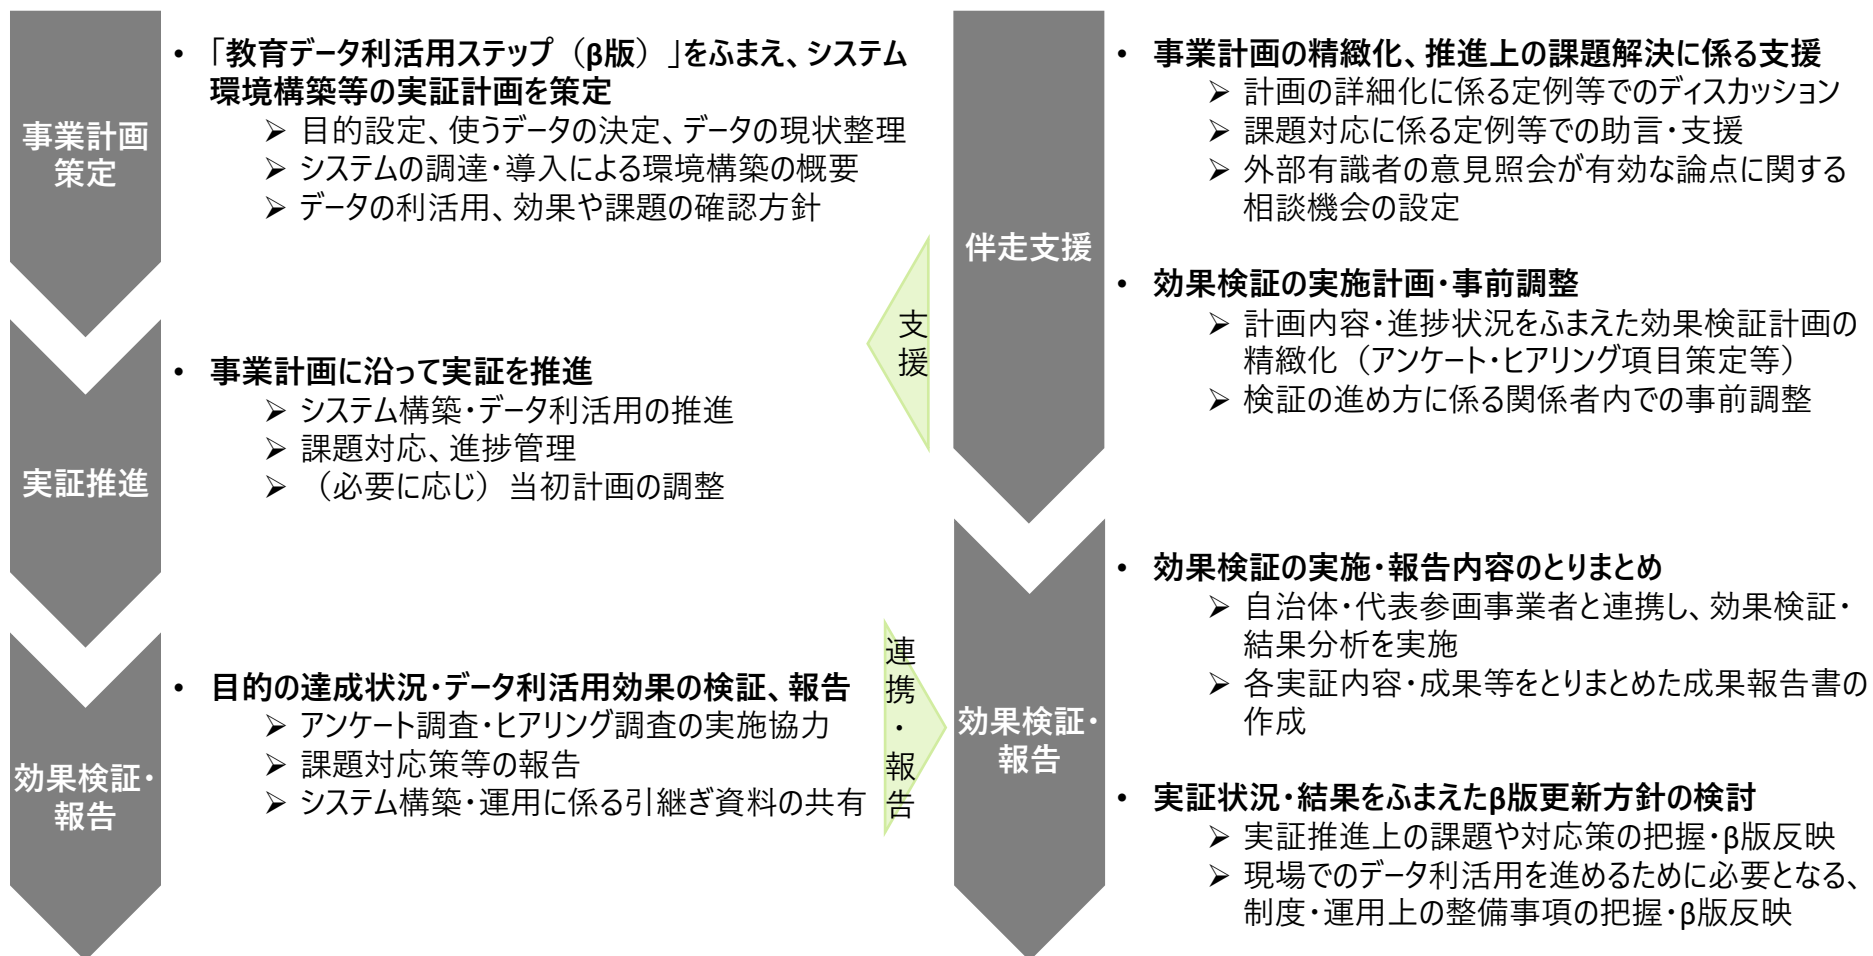 事業計画
策定
• 「教育データ利活用ステップ（β版）」をふまえ、システム
環境構築等の実証計画を策定
➢ 目的設定、使うデータの決定、データの現状整理
➢ システムの調達・導入による環境構築の概要
➢ データの利活用、効果や課題の確認方針
実証推進
• 事業計画に沿って実証を推進
➢ システム構築・データ利活用の推進
➢ 課題対応、進捗管理
➢ （必要に応じ）当初計画の調整
効果検証・
報告
• 目的の達成状況・データ利活用効果の検証、報告
➢ アンケート調査・ヒアリング調査の実施協力
➢ 課題対応策等の報告
➢ システム構築・運用に係る引継ぎ資料の共有
支援
連携・報告
伴走支援
• 事業計画の精緻化、推進上の課題解決に係る支援
➢ 計画の詳細化に係る定例等でのディスカッション
➢ 課題対応に係る定例等での助言・支援
➢ 外部有識者の意見照会が有効な論点に関する
相談機会の設定
• 効果検証の実施計画・事前調整
➢ 計画内容・進捗状況をふまえた効果検証計画の
精緻化（アンケート・ヒアリング項目策定等）
➢ 検証の進め方に係る関係者内での事前調整
効果検証・
報告
• 効果検証の実施・報告内容のとりまとめ
➢ 自治体・代表参画事業者と連携し、効果検証・
結果分析を実施
➢ 各実証内容・成果等をとりまとめた成果報告書の
作成
• 実証状況・結果をふまえたβ版更新方針の検討
➢ 実証推進上の課題や対応策の把握・β版反映
➢ 現場でのデータ利活用を進めるために必要となる、
制度・運用上の整備事項の把握・β版反映